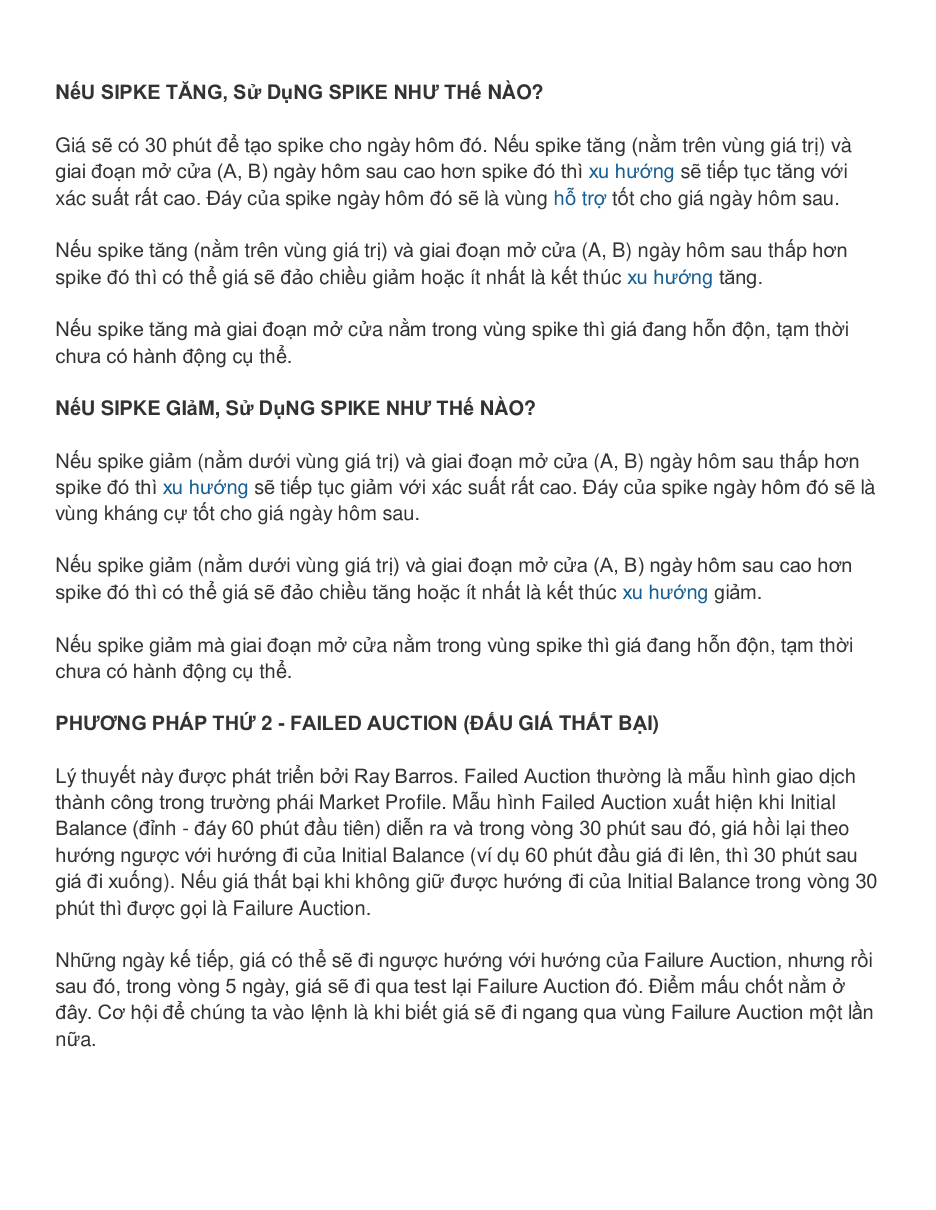 NếU SIPKE TĂNG, Sử DụNG SPIKE NHƯ THế NÀO?
Giá sẽ có 30 phút để tạo spike cho ngày hôm đó. Nếu spike tăng (nằm trên vùng giá trị) và
giai đoạn mở cửa (A, B) ngày hôm sau cao hơn spike đó thì xu hướng sẽ tiếp tục tăng với
xác suất rất cao. Đáy của spike ngày hôm đó sẽ là vùng hỗ trợ tốt cho giá ngày hôm sau.
Nếu spike tăng (nằm trên vùng giá trị) và giai đoạn mở cửa (A, B) ngày hôm sau thấp hơn
spike đó thì có thể giá sẽ đảo chiều giảm hoặc ít nhất là kết thúc xu hướng tăng.
Nếu spike tăng mà giai đoạn mở cửa nằm trong vùng spike thì giá đang hỗn độn, tạm thời
chưa có hành động cụ thể.
NếU SIPKE GIảM, Sử DụNG SPIKE NHƯ THế NÀO?
Nếu spike giảm (nằm dưới vùng giá trị) và giai đoạn mở cửa (A, B) ngày hôm sau thấp hơn
spike đó thì xu hướng sẽ tiếp tục giảm với xác suất rất cao. Đáy của spike ngày hôm đó sẽ là
vùng kháng cự tốt cho giá ngày hôm sau.
Nếu spike giảm (nằm dưới vùng giá trị) và giai đoạn mở cửa (A, B) ngày hôm sau cao hơn
spike đó thì có thể giá sẽ đảo chiều tăng hoặc ít nhất là kết thúc xu hướng giảm.
Nếu spike giảm mà giai đoạn mở cửa nằm trong vùng spike thì giá đang hỗn độn, tạm thời
chưa có hành động cụ thể.
PHƯƠNG PHÁP THỨ 2 - FAILED AUCTION (ĐẤU GIÁ THẤT BẠI)
Lý thuyết này được phát triển bởi Ray Barros. Failed Auction thường là mẫu hình giao dịch
thành công trong trường phái Market Profile. Mẫu hình Failed Auction xuất hiện khi Initial
Balance (đỉnh - đáy 60 phút đầu tiên) diễn ra và trong vòng 30 phút sau đó, giá hồi lại theo
hướng ngược với hướng đi của Initial Balance (ví dụ 60 phút đầu giá đi lên, thì 30 phút sau
giá đi xuống). Nếu giá thất bại khi không giữ được hướng đi của Initial Balance trong vòng 30
phút thì được gọi là Failure Auction.
Những ngày kế tiếp, giá có thể sẽ đi ngược hướng với hướng của Failure Auction, nhưng rồi
sau đó, trong vòng 5 ngày, giá sẽ đi qua test lại Failure Auction đó. Điểm mấu chốt nằm ở
đây. Cơ hội để chúng ta vào lệnh là khi biết giá sẽ đi ngang qua vùng Failure Auction một lần
nữa.